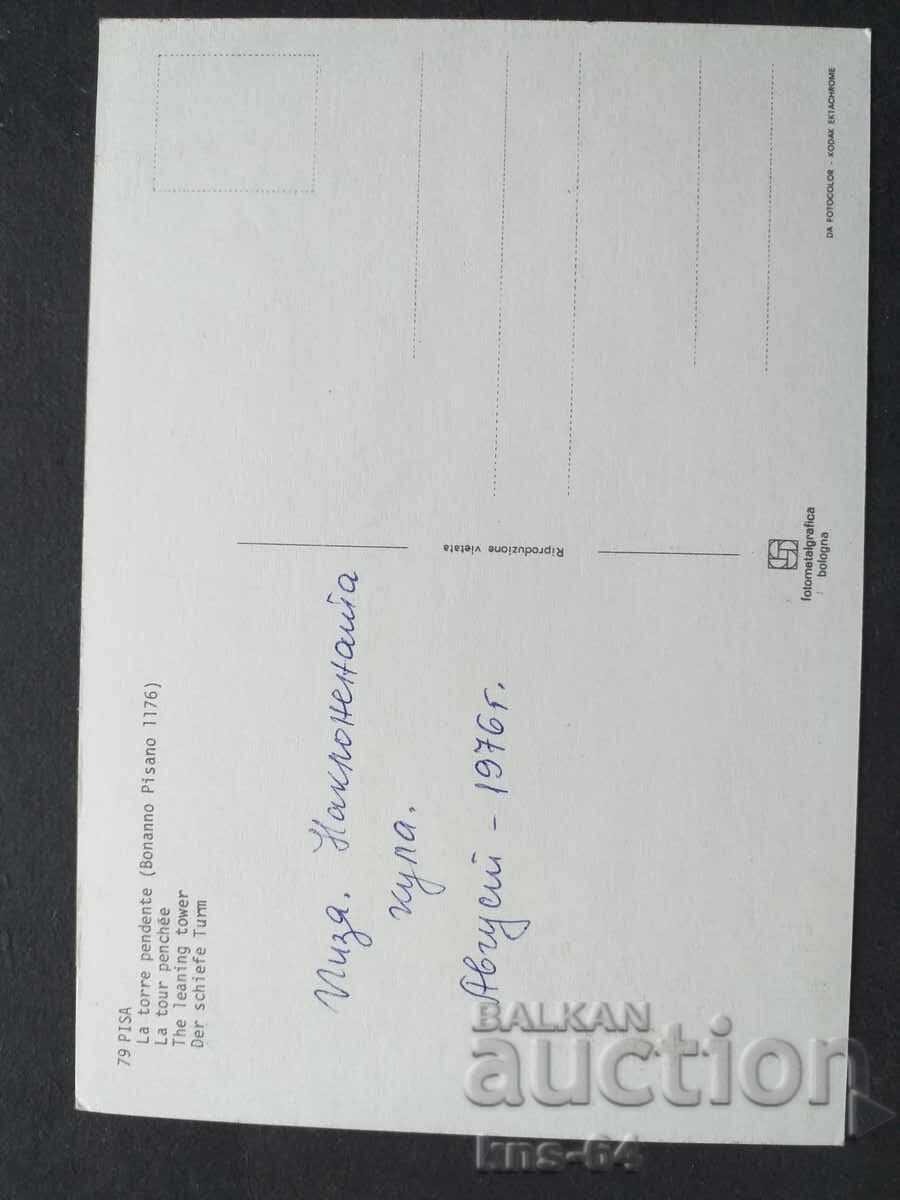 79 PISA
La torre pendente (Bonanno Pisano 1176)
La tour penchée
The leaning tower
Der schiefe Turm
Пиза. Наклонената
кула.
Август – 1976 г.
Riproduzione vietata
fotometalgrafica
bologna
DA FOTOCOLOR - KODAK EKTACHROME
BALKAN
auction
kns-64